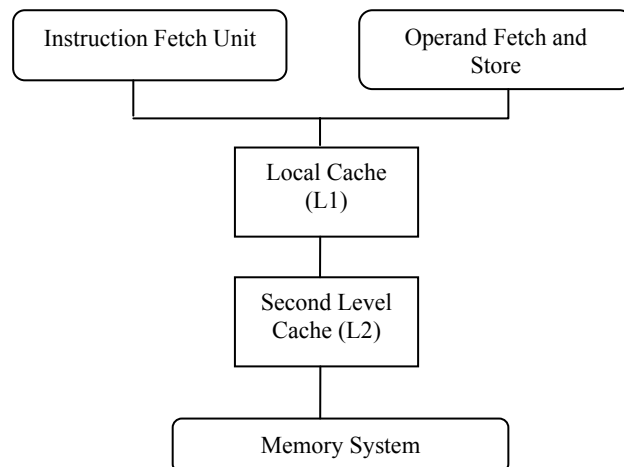 Instruction Fetch Unit
Operand Fetch and
Store
Local Cache
(L1)
Second Level
Cache (L2)
Memory System